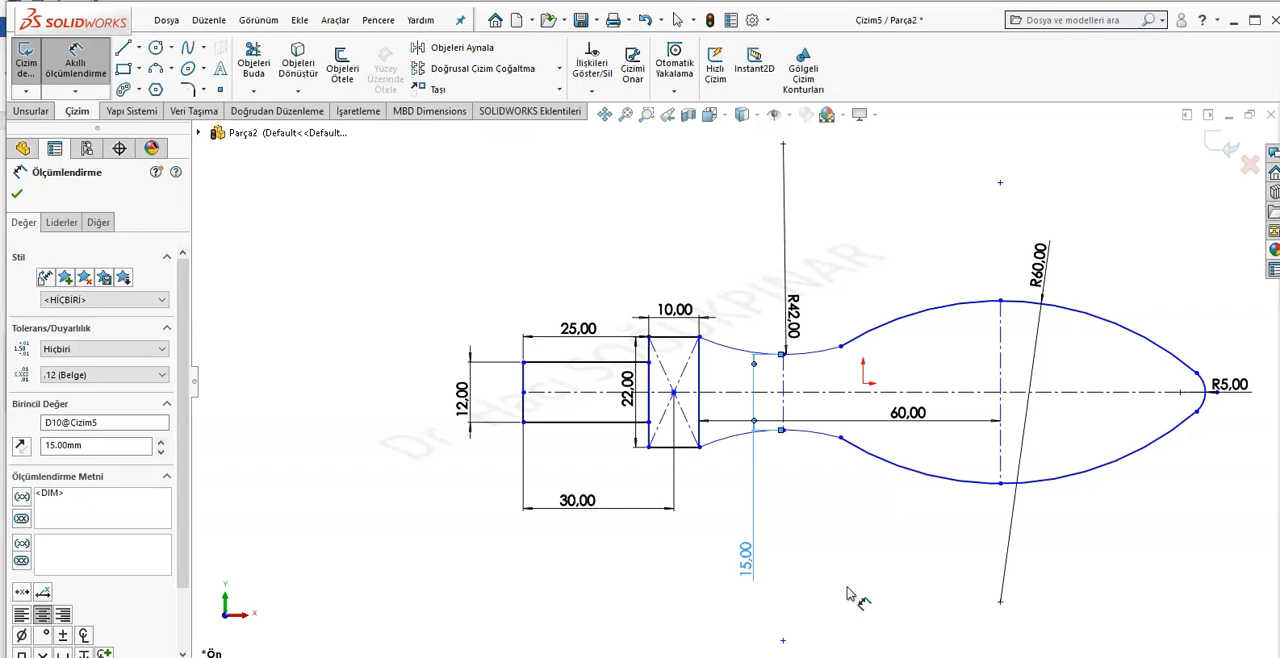 SOLIDWORKS
Dosya Düzenle Görünüm Ekle Araçlar Pencere Yardım
Çizim5 / Parça2 *
Dosya ve modelleri ara
Çizim de...
Akıllı ölçümlendirme
Objeleri Buda
Objeleri Dönüştür
Objeleri Ötele
Yüzey Üzerinde Ötele
Objeleri Aynala
Doğrusal Çizim Çoğaltma
Taşı
İlişkileri Göster/Sil
Çizimi Onar
Otomatik Yakalama
Hızlı Çizim
Instant2D
Gölgeli Çizim Konturları
Unsurlar Çizim Yapı Sistemi Veri Taşıma Doğrudan Düzenleme İşaretleme MBD Dimensions SOLIDWORKS Eklentileri
Parça2 (Default<<Default...
Ölçümlendirme
Değer Liderler Diğer
Stil
<HİÇBİRİ>
Tolerans/Duyarlılık
Hiçbiri
.12 (Belge)
Birincil Değer
D10@Cizim5
15.00mm
Ölçümlendirme Metni
<DIM>
10,00
25,00
12,00
22,00
30,00
15,00
R42,00
60,00
R60,00
R5,00
Dr. Hacı SOĞUKPINAR
Y
X
*Ön